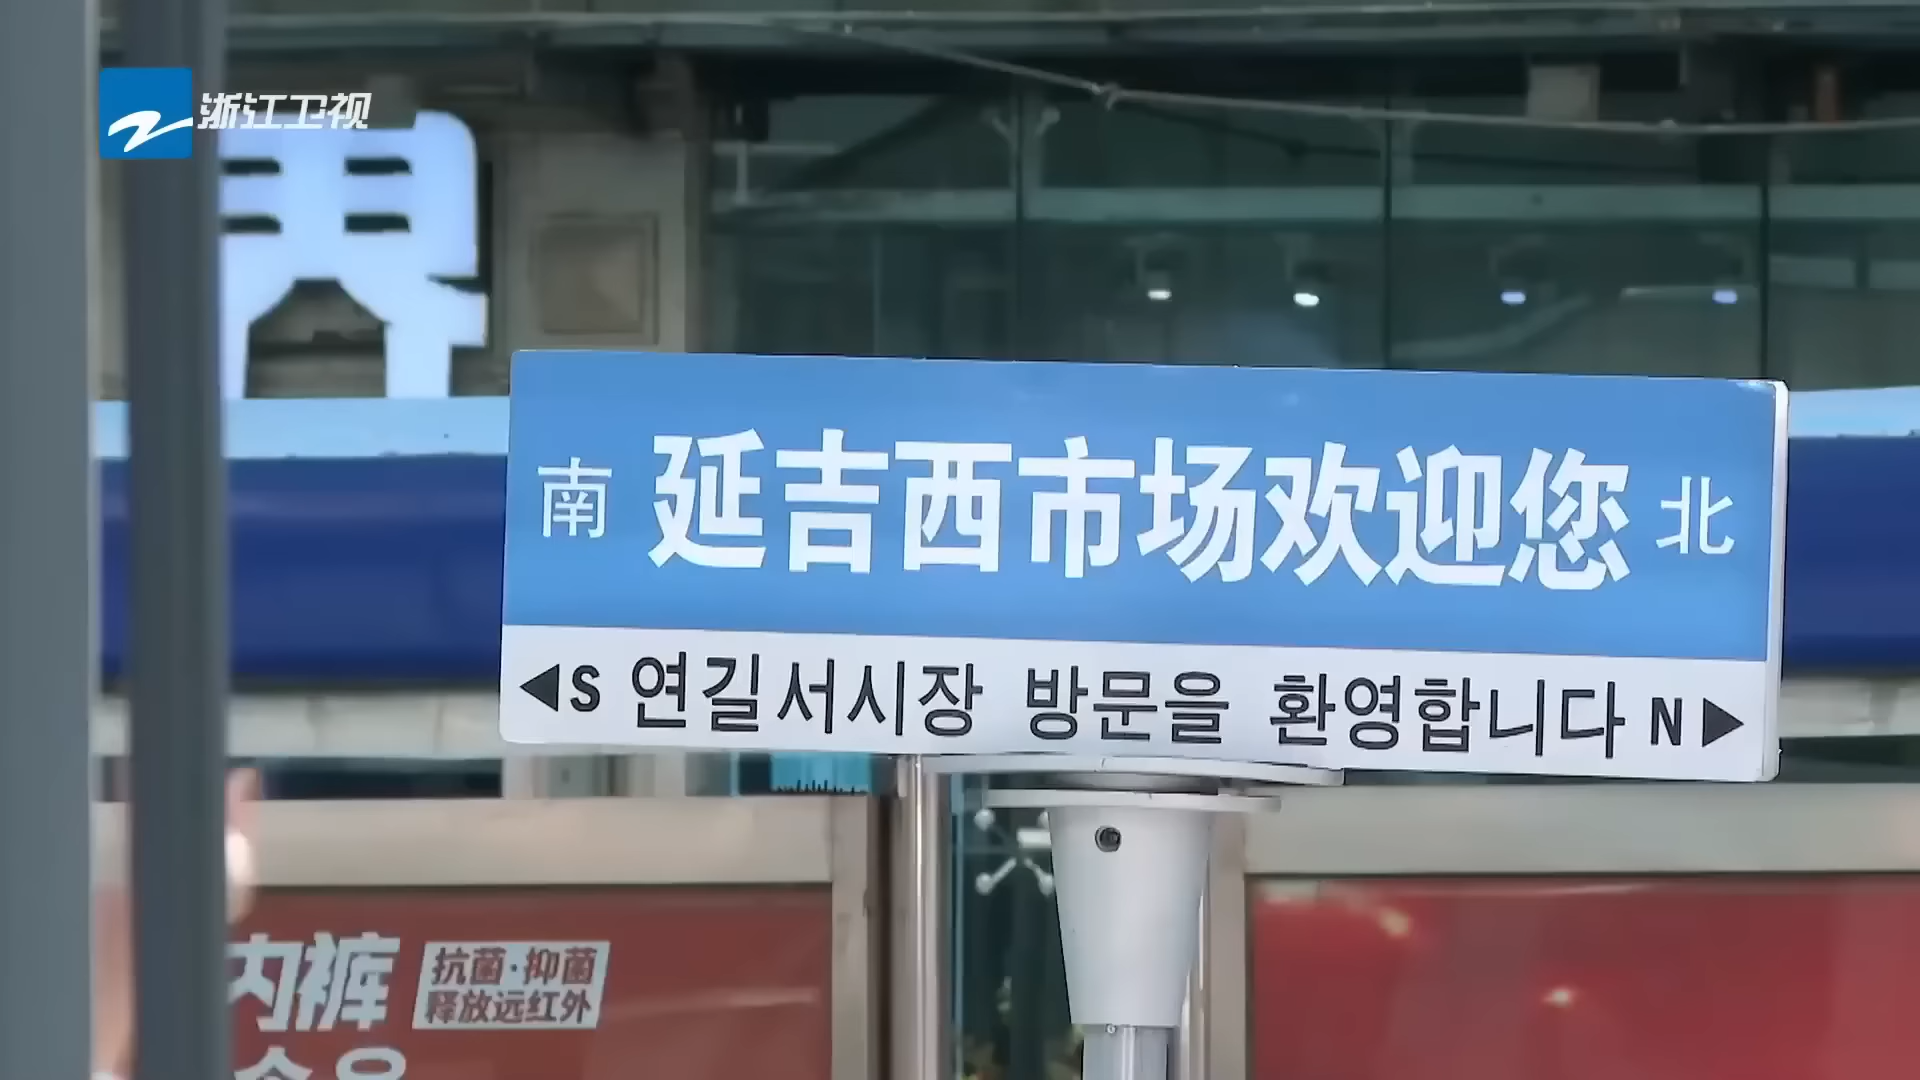 浙江卫视
南 延吉西市场欢迎您 北
◀S 연길서시장 방문을 환영합니다 N▶
内裤
抗菌·抑菌
释放远红外